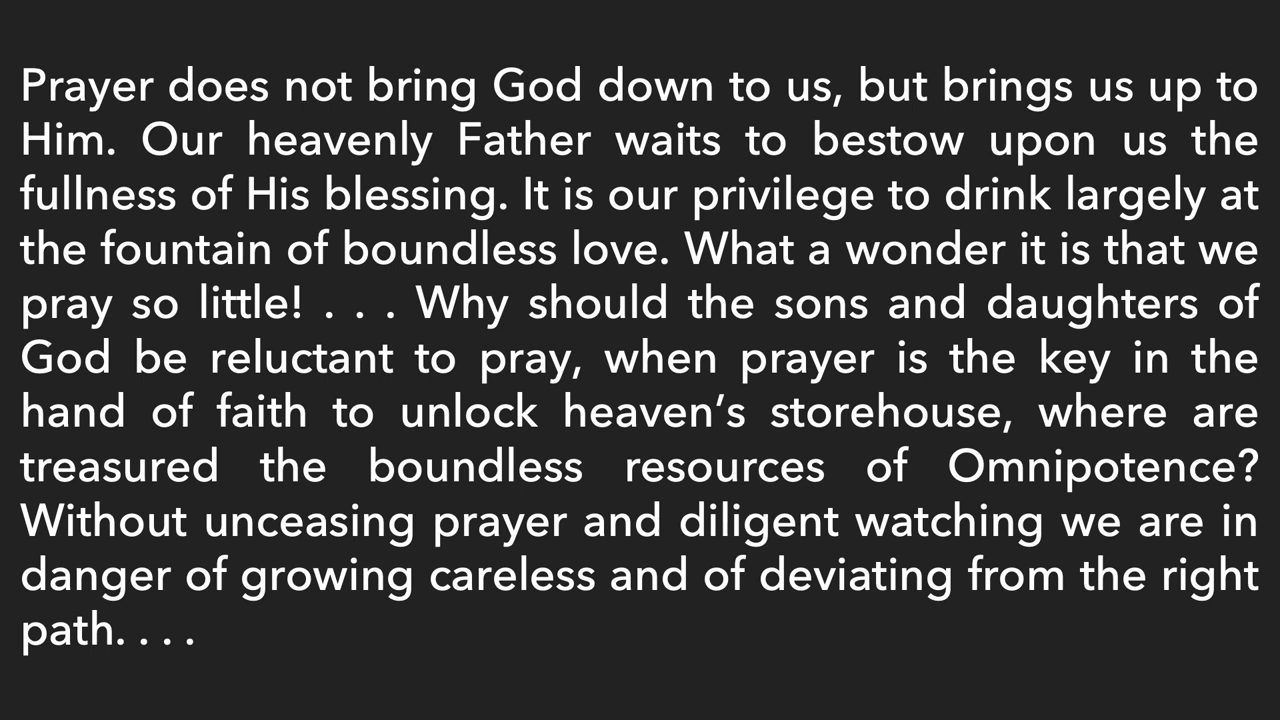 Prayer does not bring God down to us, but brings us up to
Him. Our heavenly Father waits to bestow upon us the
fullness of His blessing. It is our privilege to drink largely at
the fountain of boundless love. What a wonder it is that we
pray so little! . . . Why should the sons and daughters of
God be reluctant to pray, when prayer is the key in the
hand of faith to unlock heaven’s storehouse, where are
treasured the boundless resources of Omnipotence?
Without unceasing prayer and diligent watching we are in
danger of growing careless and of deviating from the right
path. . . .